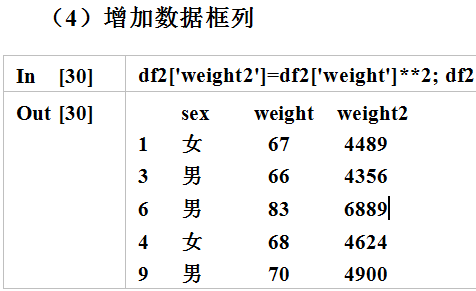 （4）增加数据框列
In [30] df2['weight2']=df2['weight']**2; df2
Out [30]
sex weight weight2
1 女 67 4489
3 男 66 4356
6 男 83 6889
4 女 68 4624
9 男 70 4900